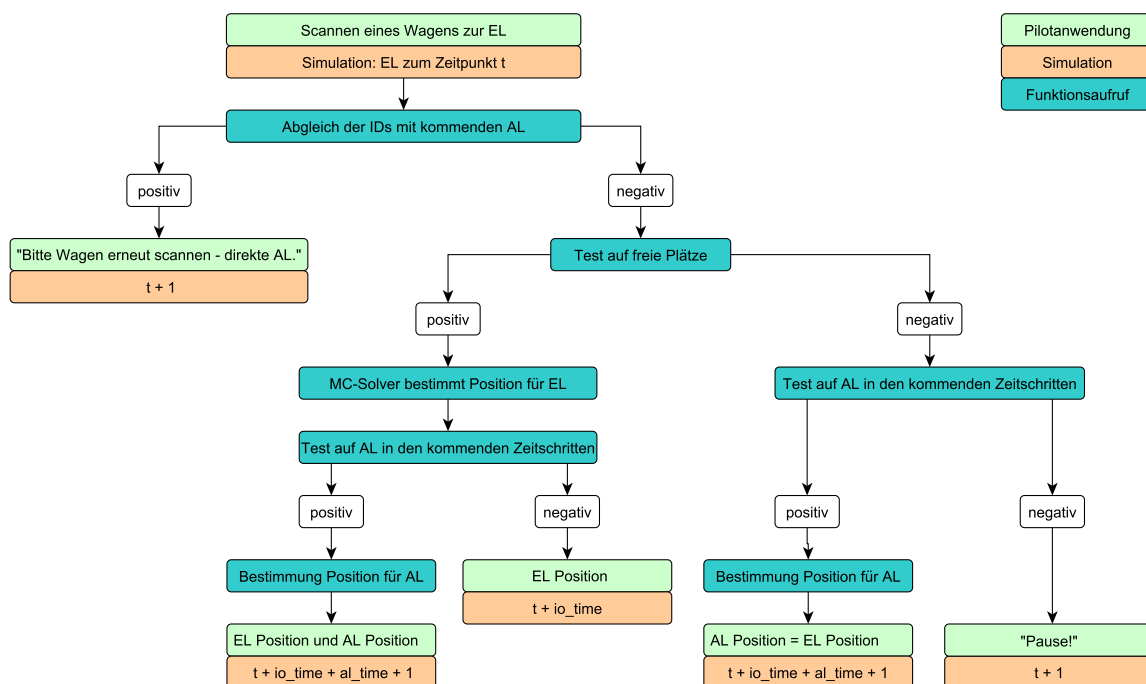 Scannen eines Wagens zur EL
Simulation: EL zum Zeitpunkt t
Pilotanwendung
Simulation
Funktionsaufruf
Abgleich der IDs mit kommenden AL
positiv
negativ
"Bitte Wagen erneut scannen - direkte AL."
t + 1
Test auf freie Plätze
positiv
negativ
MC-Solver bestimmt Position für EL
Test auf AL in den kommenden Zeitschritten
Test auf AL in den kommenden Zeitschritten
positiv
negativ
positiv
negativ
Bestimmung Position für AL
EL Position
t + io_time
Bestimmung Position für AL
EL Position und AL Position
t + io_time + al_time + 1
AL Position = EL Position
t + io_time + al_time + 1
"Pause!"
t + 1